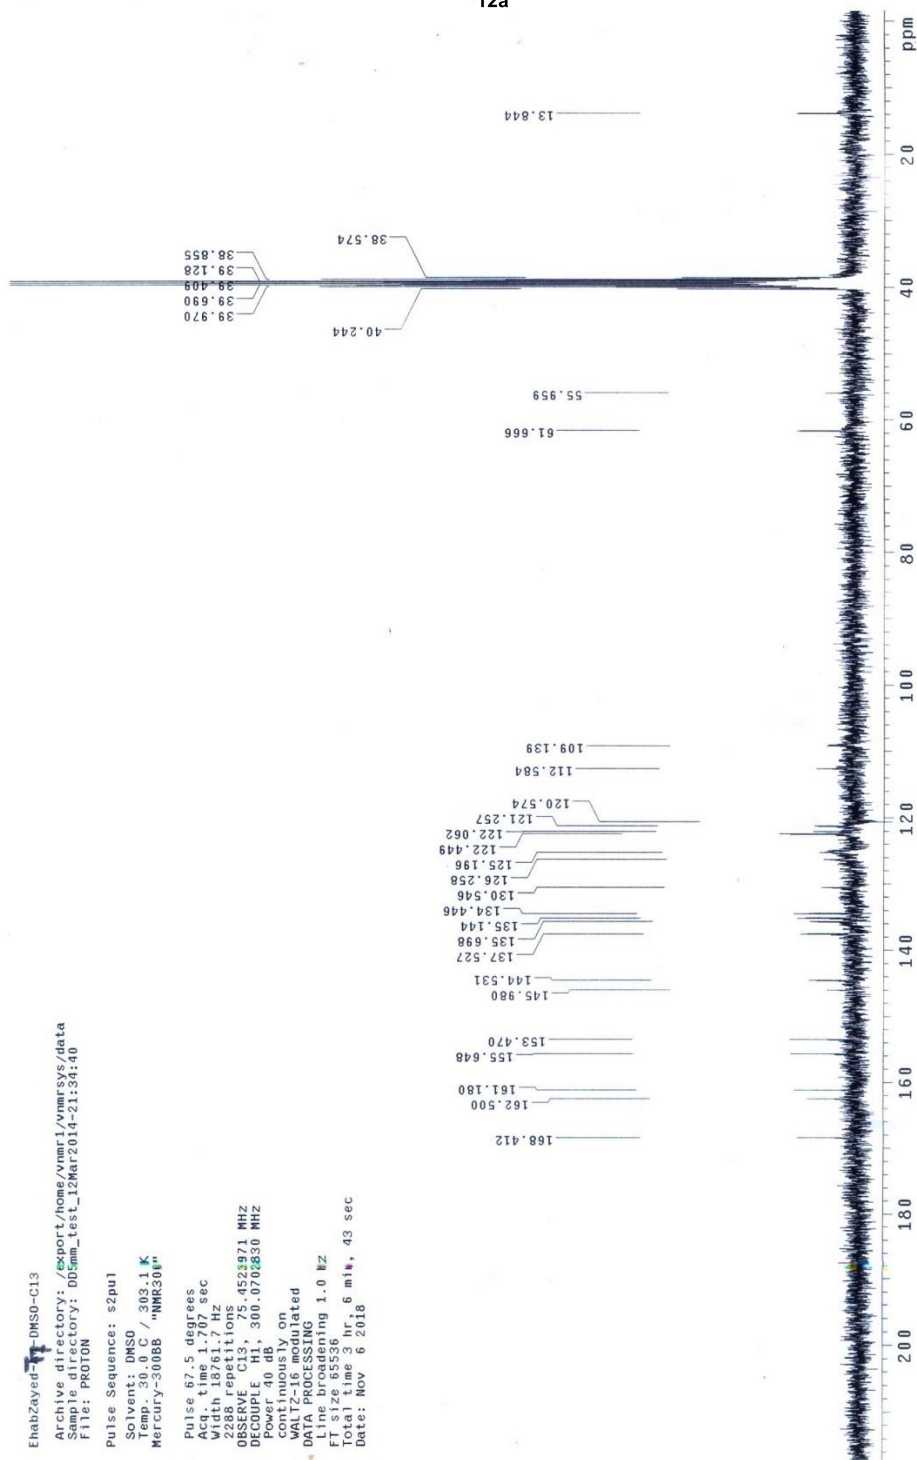 12a
EhabZayed- -DMSO-C13
Archive directory: /export/home/vnmr1/vnmrsys/data
Sample directory: DD5mm_test_12Mar2014-21:34:40
File: PROTON
Pulse Sequence: s2pul
Solvent: DMSO
Temp. 30.0 C / 303.1 K
Mercury-300BB "NMR300"
Pulse 67.5 degrees
Acq. time 1.707 sec
Width 18761.7 Hz
2288 repetitions
OBSERVE C13, 75.4523971 MHz
DECOUPLE H1, 300.0702830 MHz
Power 40 dB
continuously on
WALTZ-16 modulated
DATA PROCESSING
Line broadening 1.0 Hz
FT size 65536
Total time 3 hr, 6 min, 43 sec
Date: Nov 6 2018
168.412
162.500
161.180
155.648
153.470
145.980
144.531
137.527
135.698
135.144
134.446
130.546
126.258
125.196
122.449
122.062
121.257
120.574
112.584
109.139
61.666
55.959
40.244
39.970
39.690
39.409
39.128
38.855
38.574
13.844
200 180 160 140 120 100 80 60 40 20 ppm